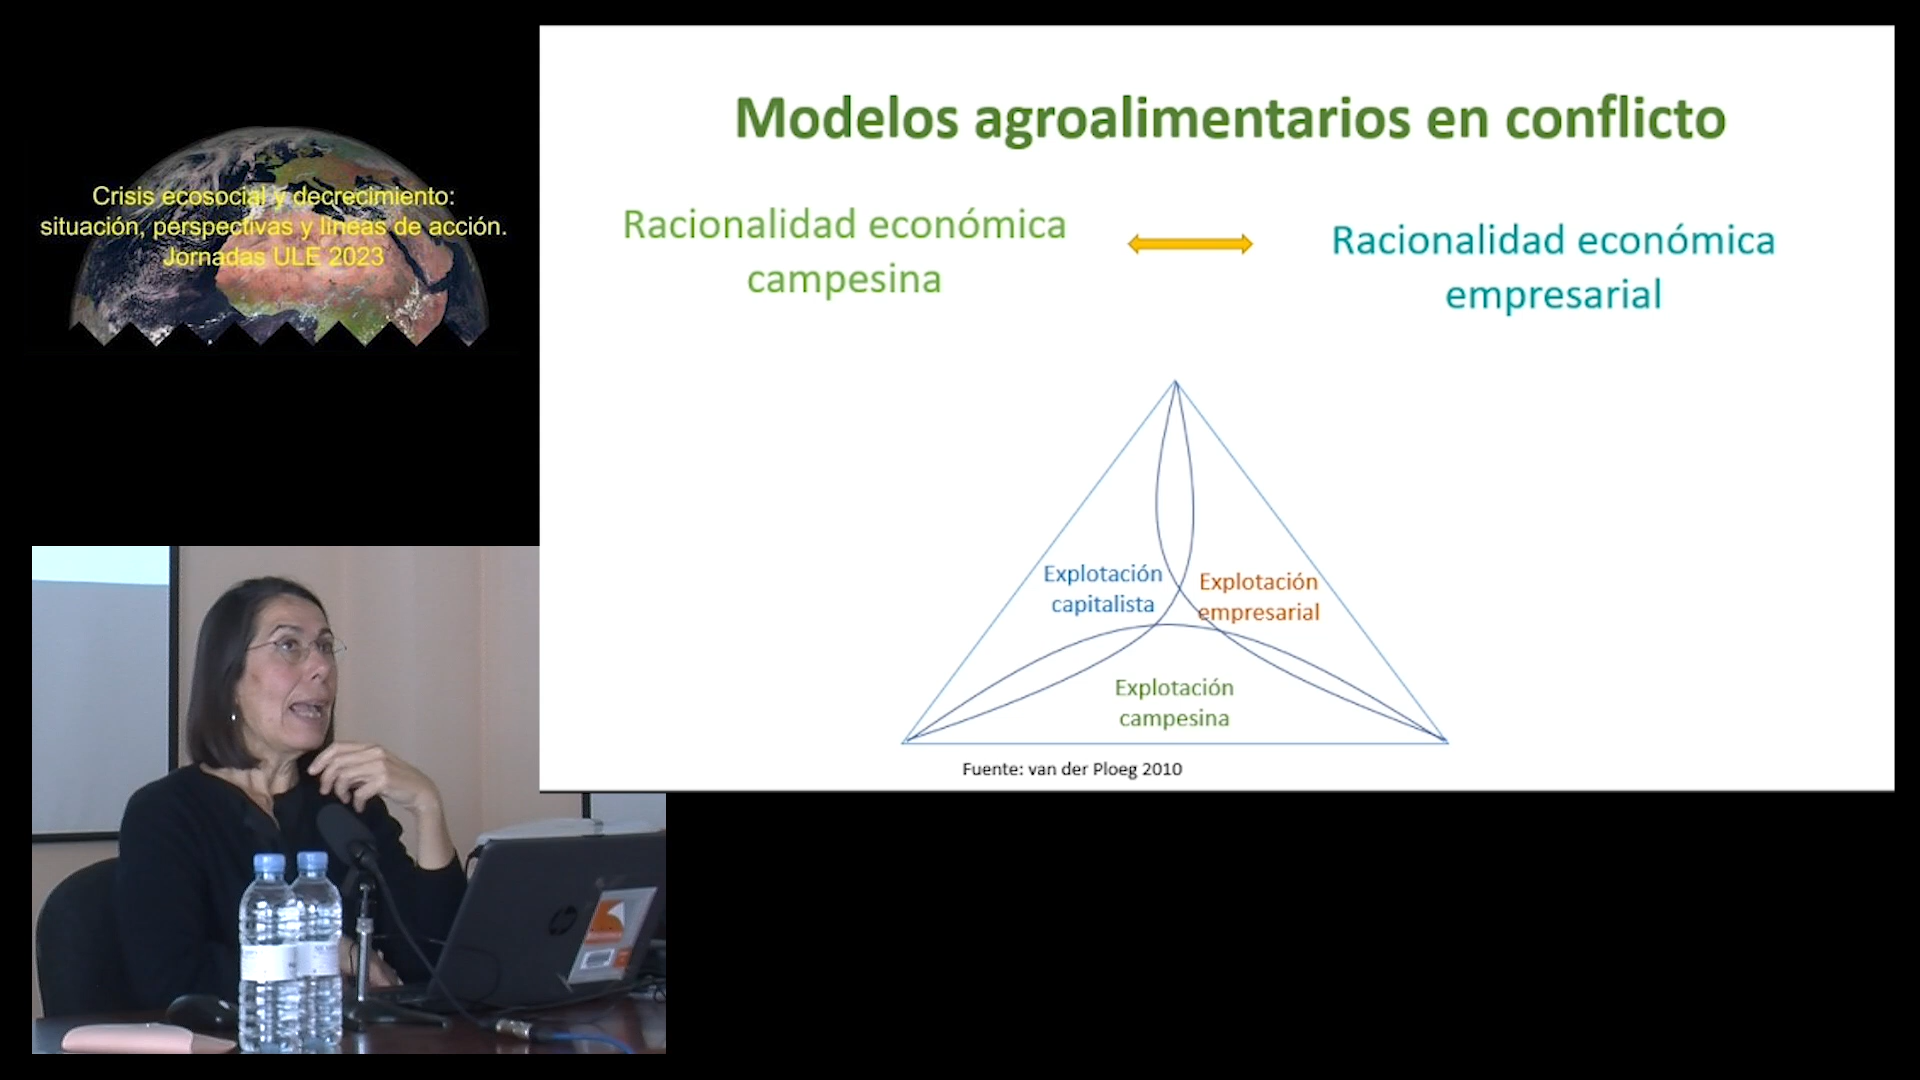 Crisis ecosocial y decrecimiento:
situación, perspectivas y líneas de acción.
Jornadas ULE 2023
Modelos agroalimentarios en conflicto
Racionalidad económica
campesina
Racionalidad económica
empresarial
Explotación
capitalista
Explotación
empresarial
Explotación
campesina
Fuente: van der Ploeg 2010